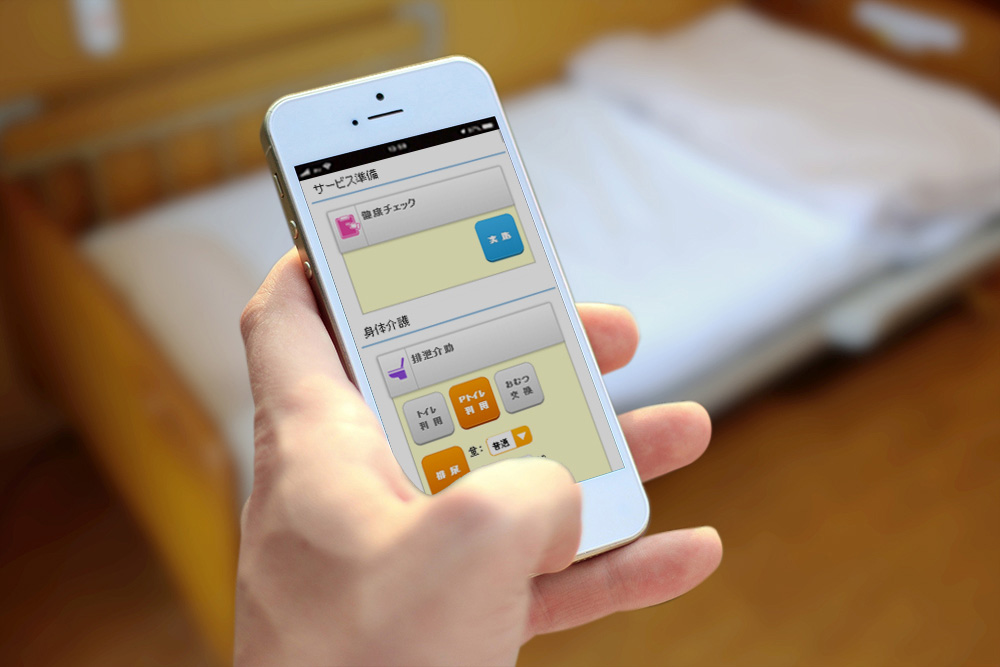 サービス準備
健康チェック
実施
身体介護
排泄介助
トイレ
利用
Pトイレ
利用
おむつ
交換
排尿
量:
普通